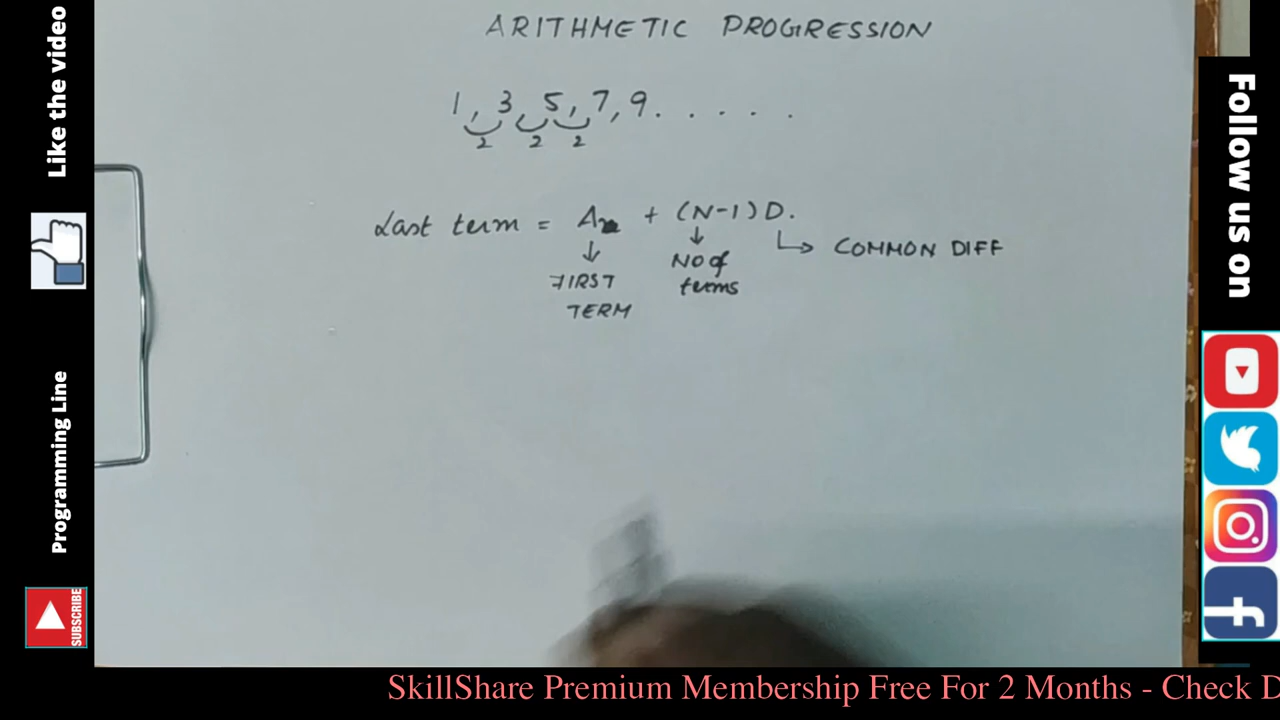 ARITHMETIC PROGRESSION
1, 3, 5, 7, 9. . . . . .
2 2 2
Last term = A + (N-1) D.
FIRST TERM
NO of terms
COMMON DIFF
Like the video
Programming Line
SUBSCRIBE
Follow us on
SkillShare Premium Membership Free For 2 Months - Check D